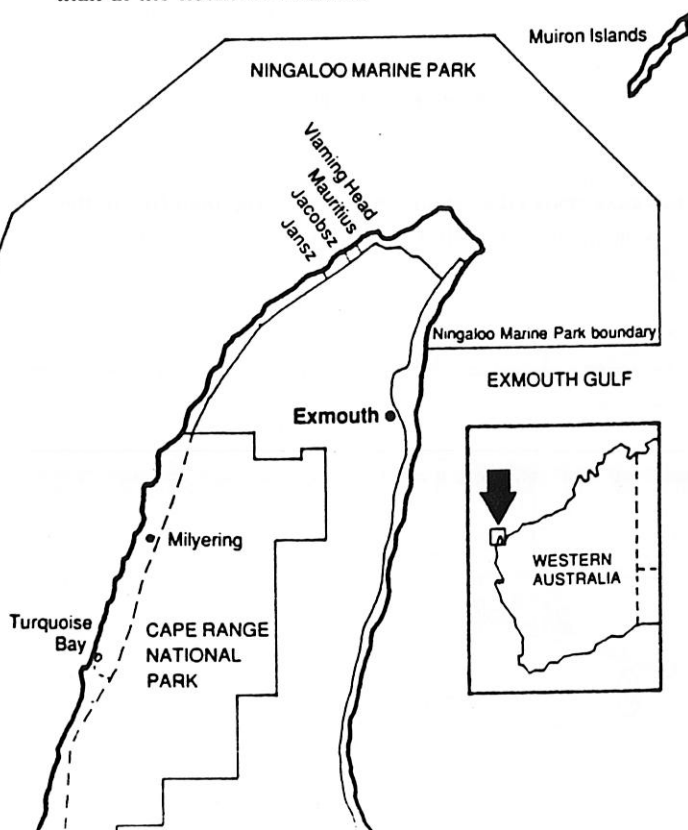 Muiron Islands
NINGALOO MARINE PARK
Vlaming Head
Mauritius
Jacobsz
Jansz
Ningaloo Marine Park boundary
EXMOUTH GULF
Exmouth
Milyering
WESTERN
AUSTRALIA
Turquoise
Bay
CAPE RANGE
NATIONAL
PARK